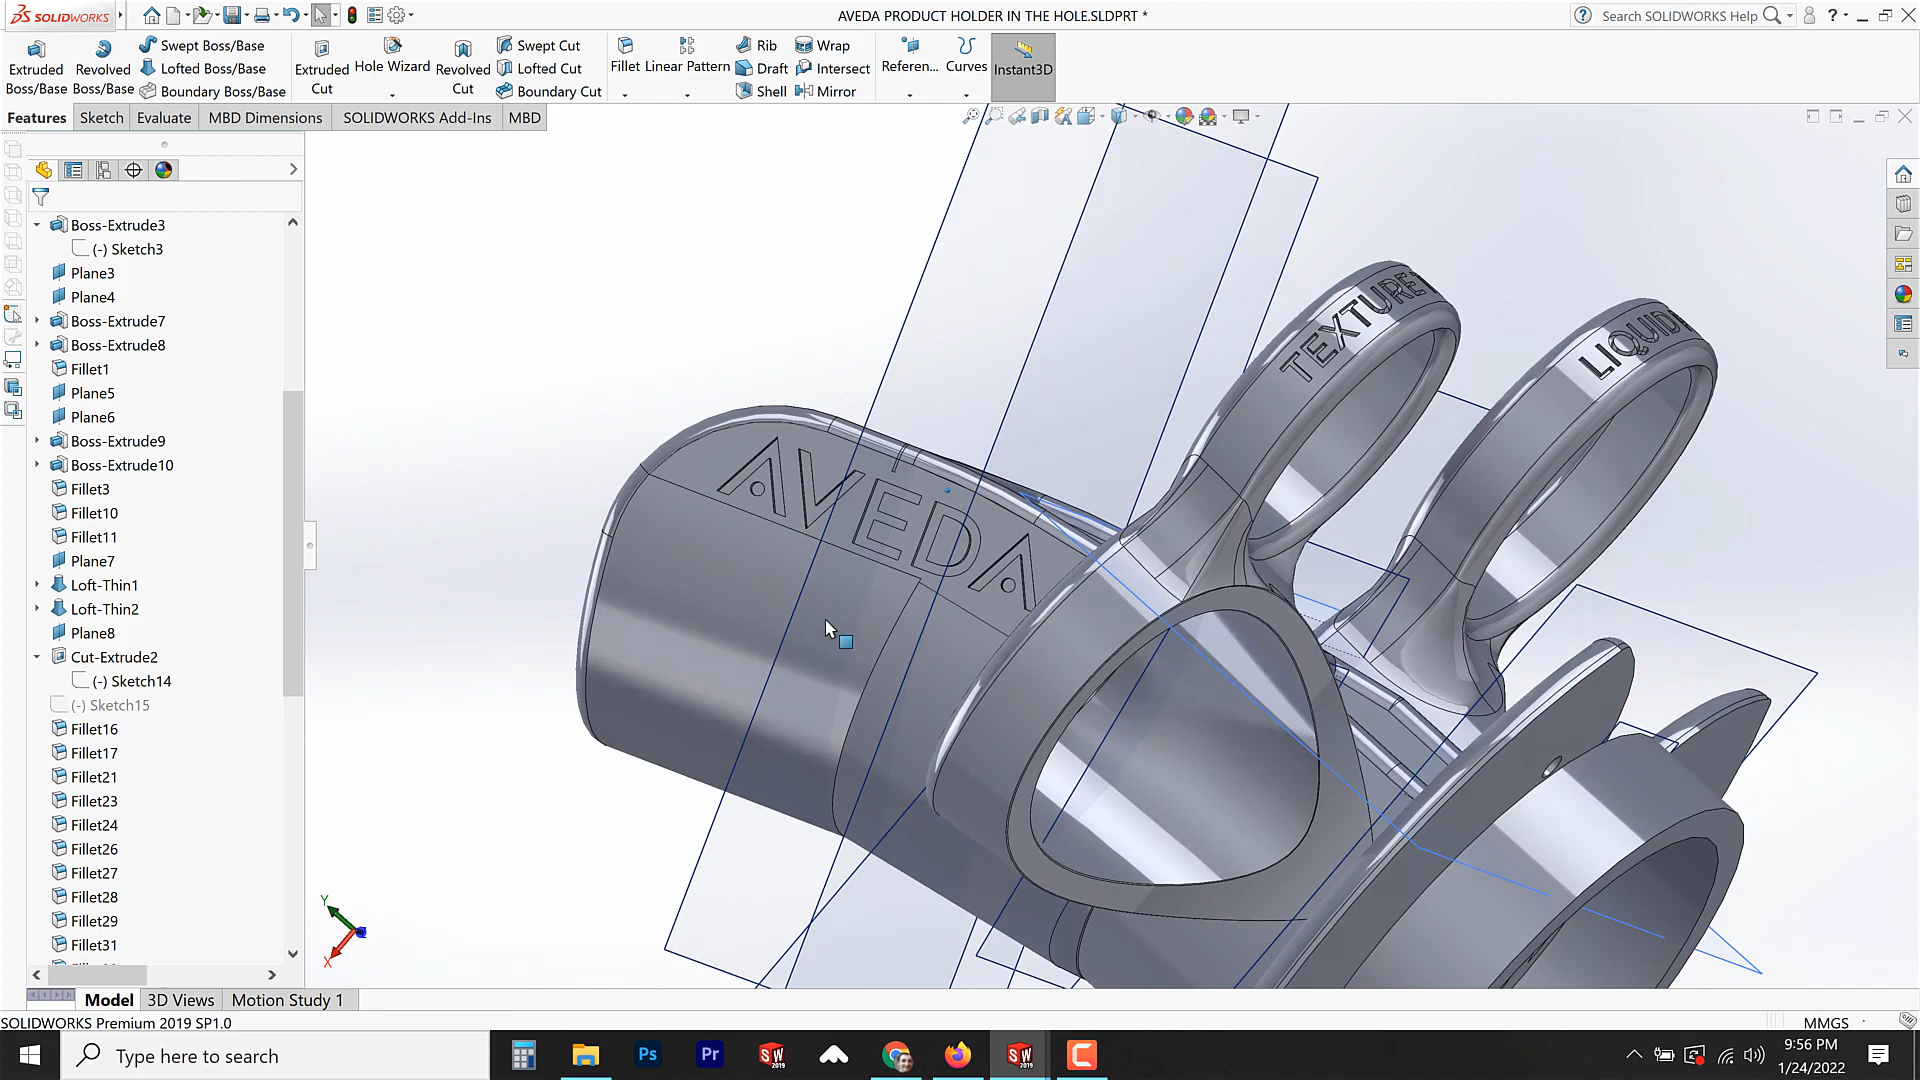 SOLIDWORKS
AVEDA PRODUCT HOLDER IN THE HOLE.SLDPRT *
Search SOLIDWORKS Help
?
Extruded Boss/Base
Revolved Boss/Base
Swept Boss/Base
Lofted Boss/Base
Boundary Boss/Base
Extruded Cut
Hole Wizard
Revolved Cut
Swept Cut
Lofted Cut
Boundary Cut
Fillet
Linear Pattern
Rib
Draft
Shell
Wrap
Intersect
Mirror
Referen...
Curves
Instant3D
Features
Sketch
Evaluate
MBD Dimensions
SOLIDWORKS Add-Ins
MBD
Boss-Extrude3
(-) Sketch3
Plane3
Plane4
Boss-Extrude7
Boss-Extrude8
Fillet1
Plane5
Plane6
Boss-Extrude9
Boss-Extrude10
Fillet3
Fillet10
Fillet11
Plane7
Loft-Thin1
Loft-Thin2
Plane8
Cut-Extrude2
(-) Sketch14
(-) Sketch15
Fillet16
Fillet17
Fillet21
Fillet23
Fillet24
Fillet26
Fillet27
Fillet28
Fillet29
Fillet31
AVEDA
TEXTURE
LIQUID
Y
X
Model
3D Views
Motion Study 1
SOLIDWORKS Premium 2019 SP1.0
MMGS
Type here to search
Ps
Pr
SW 2019
SW 2019
9:56 PM
1/24/2022